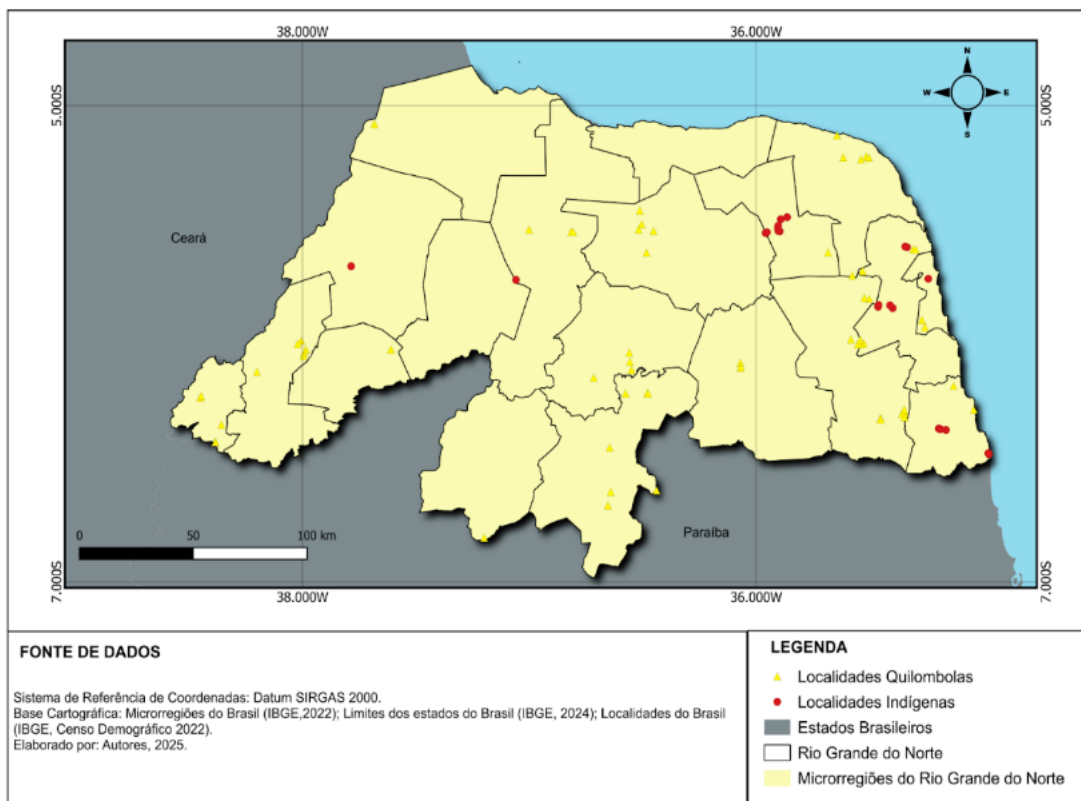 38.000W 36.000W
N
W E
S
5.000S 5.000S
Ceará
Paraíba
0 50 100 km
7.000S 7.000S
38.000W 36.000W
FONTE DE DADOS
Sistema de Referência de Coordenadas: Datum SIRGAS 2000.
Base Cartográfica: Microrregiões do Brasil (IBGE,2022); Limites dos estados do Brasil (IBGE, 2024); Localidades do Brasil
(IBGE, Censo Demográfico 2022).
Elaborado por: Autores, 2025.
LEGENDA
Localidades Quilombolas
Localidades Indígenas
Estados Brasileiros
Rio Grande do Norte
Microrregiões do Rio Grande do Norte